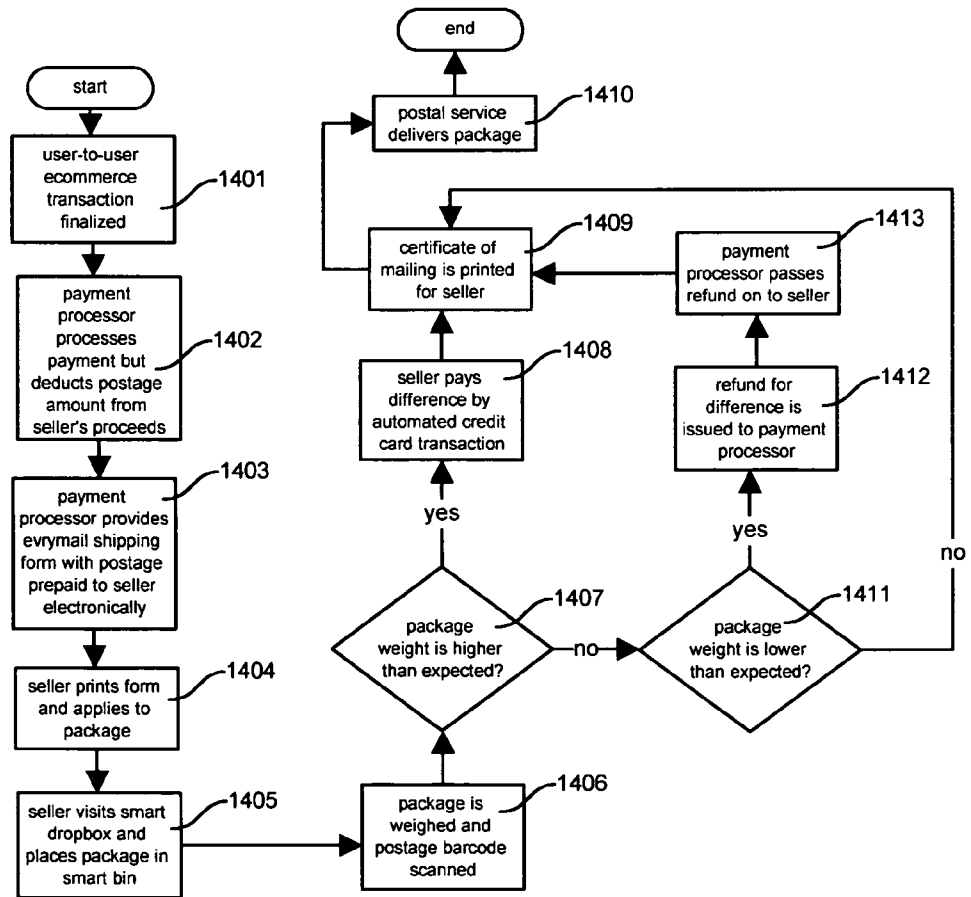 start
user-to-user
ecommerce
transaction
finalized
1401
payment
processor
processes
payment but
deducts postage
amount from
seller's proceeds
1402
payment
processor provides
evrymail shipping
form with postage
prepaid to seller
electronically
1403
seller prints form
and applies to
package
1404
seller visits smart
dropbox and
places package in
smart bin
1405
package is
weighed and
postage barcode
scanned
1406
package
weight is higher
than expected?
1407
yes
no
seller pays
difference by
automated credit
card transaction
1408
certificate of
mailing is printed
for seller
1409
postal service
delivers package
1410
end
package
weight is lower
than expected?
1411
yes
no
refund for
difference is
issued to payment
processor
1412
payment
processor passes
refund on to seller
1413